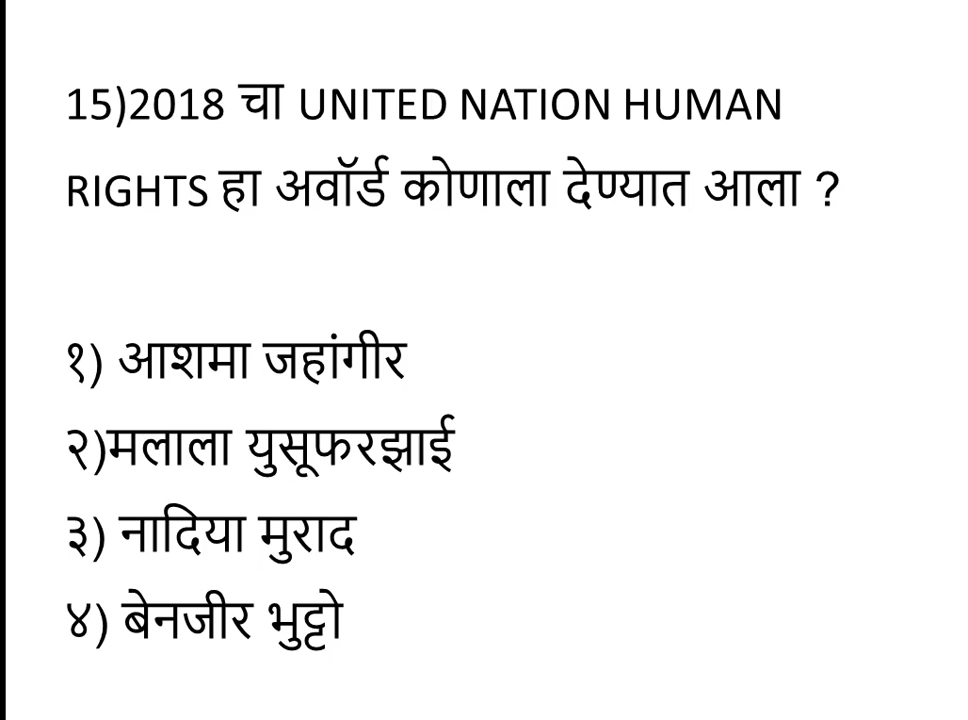 15)2018 चा UNITED NATION HUMAN
RIGHTS हा अवॉर्ड कोणाला देण्यात आला ?
१) आशमा जहांगीर
२)मलाला युसूफरझाई
३) नादिया मुराद
४) बेनजीर भुट्टो